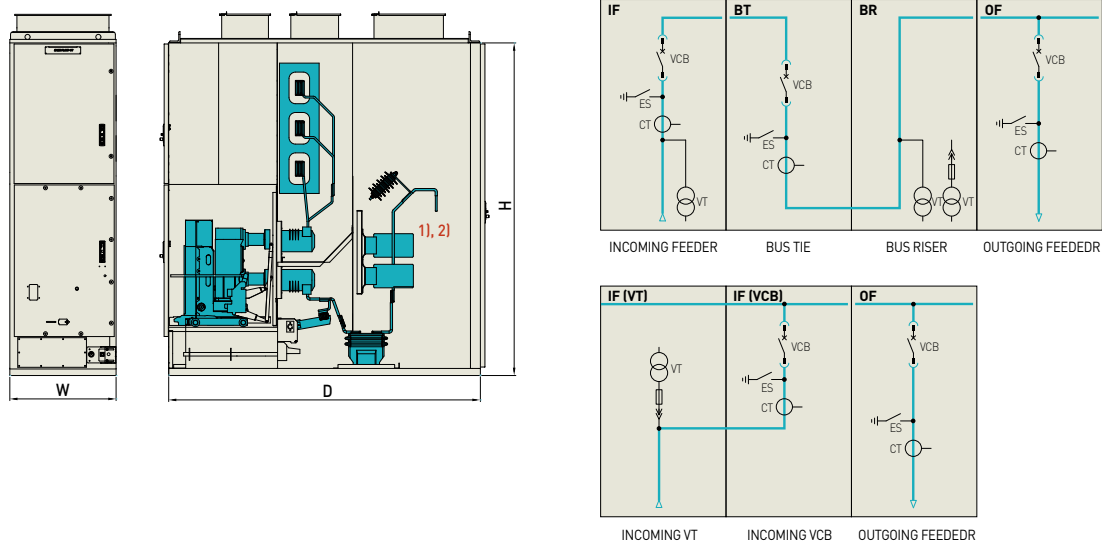 W
D
H
1), 2)
IF
BT
BR
OF
VCB
ES
CT
VT
VCB
ES
CT
VT
VT
VCB
ES
CT
INCOMING FEEDER
BUS TIE
BUS RISER
OUTGOING FEEDEDR
IF (VT)
IF (VCB)
OF
VT
VCB
ES
CT
VCB
ES
CT
INCOMING VT
INCOMING VCB
OUTGOING FEEDEDR